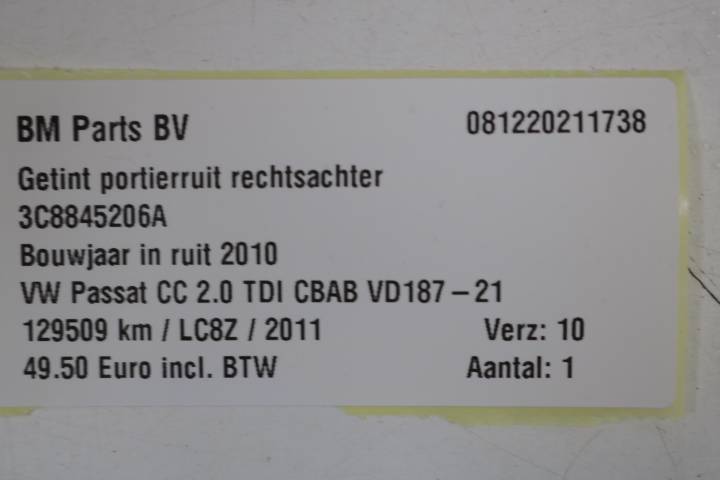 BM Parts BV 081220211738
Getint portierruit rechtsachter
3C8845206A
Bouwjaar in ruit 2010
VW Passat CC 2.0 TDI CBAB VD187-21
129509 km / LC8Z / 2011 Verz: 10
49.50 Euro incl. BTW Aantal: 1